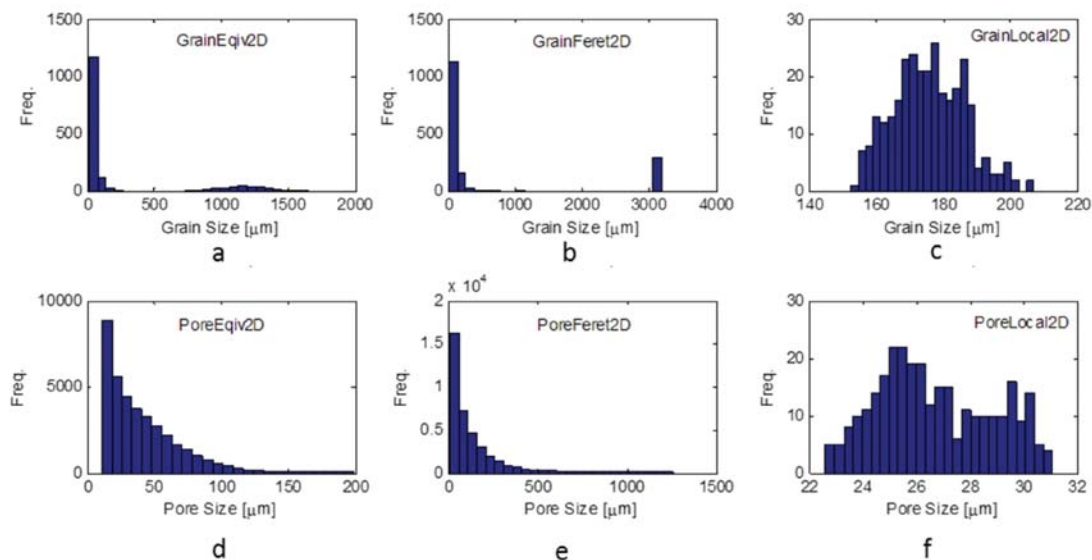 1500
GrainEqiv2D
1000
Freq.
500
0
0 500 1000 1500 2000
Grain Size [μm]
a
1500
GrainFeret2D
1000
Freq.
500
0
0 1000 2000 3000 4000
Grain Size [μm]
b
30
GrainLocal2D
20
Freq.
10
0
140 160 180 200 220
Grain Size [μm]
c
10000
PoreEqiv2D
Freq.
5000
0
0 50 100 150 200
Pore Size [μm]
d
x 10^4
2
PoreFeret2D
1.5
Freq.
1
0.5
0
0 500 1000 1500
Pore Size [μm]
e
30
PoreLocal2D
20
Freq.
10
0
22 24 26 28 30 32
Pore Size [μm]
f